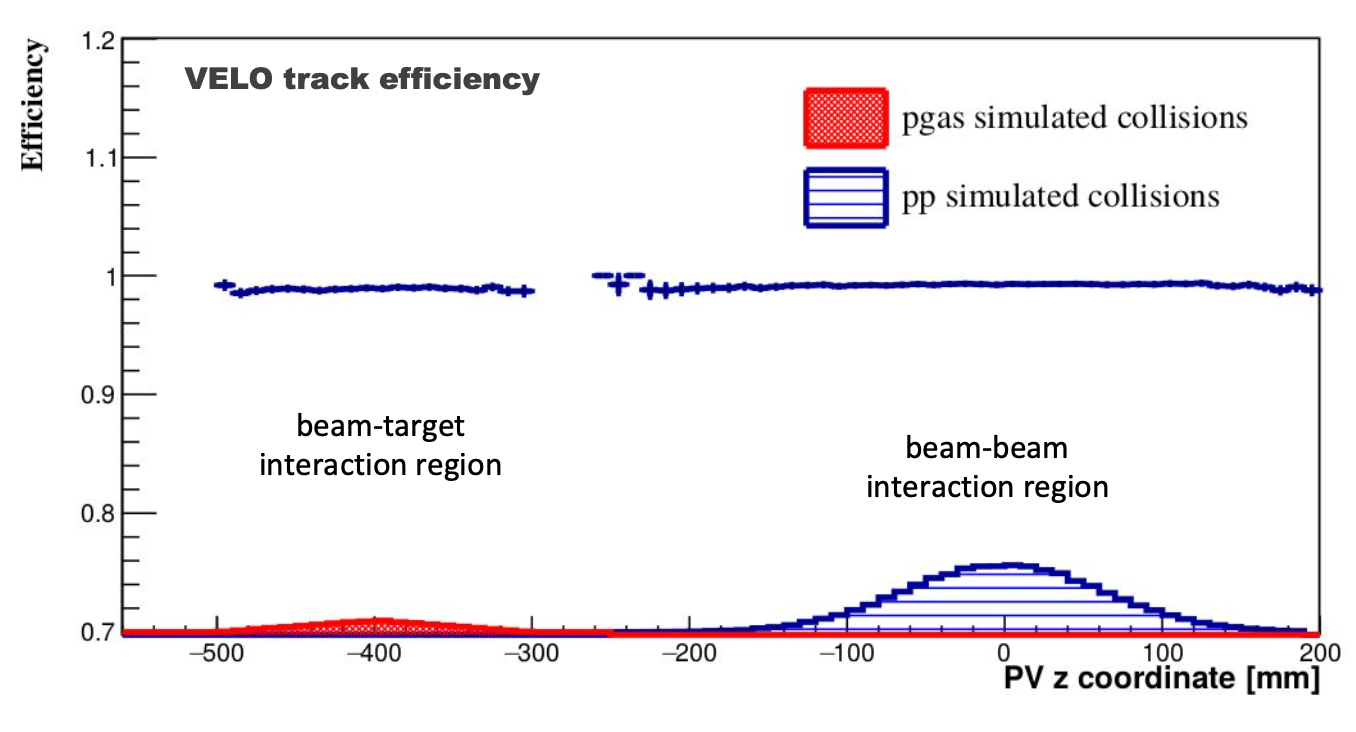 Efficiency
1.2
VELO track efficiency
pgas simulated collisions
1.1
pp simulated collisions
1
0.9
beam-target
interaction region
beam-beam
interaction region
0.8
0.7
−500 −400 −300 −200 −100 0 100 200
PV z coordinate [mm]